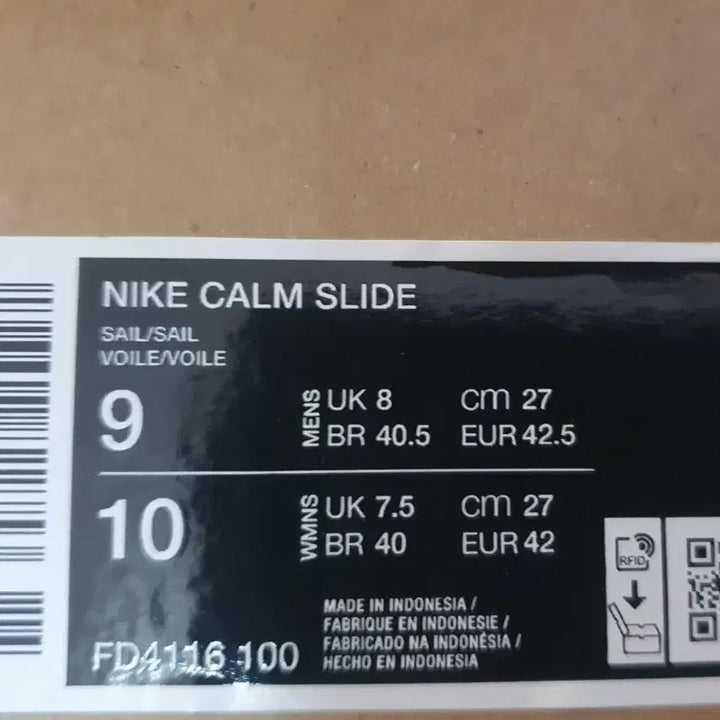 NIKE CALM SLIDE
SAIL/SAIL
VOILE/VOILE
9 MENS UK 8 cm 27
BR 40.5 EUR 42.5
10 WMNS UK 7.5 cm 27
BR 40 EUR 42
MADE IN INDONESIA /
FABRIQUE EN INDONESIE /
FABRICADO NA INDONÉSIA /
HECHO EN INDONESIA
FD4116 100
RFID